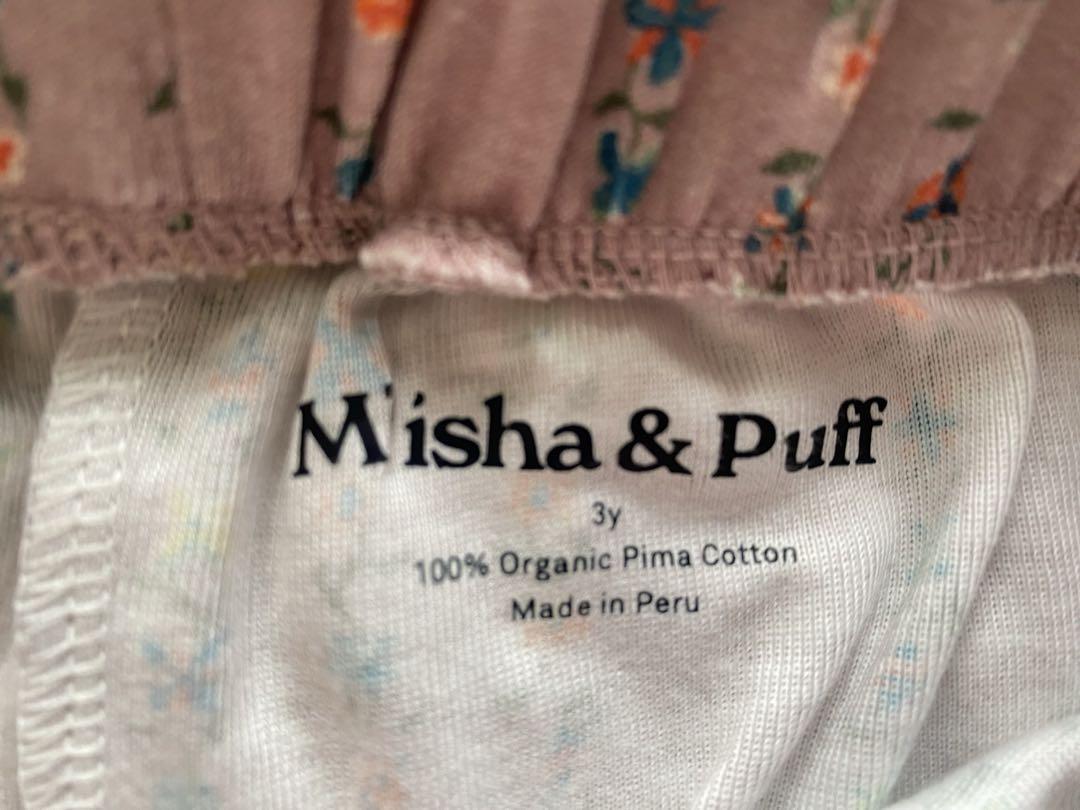 Misha & Puff
3y
100% Organic Pima Cotton
Made in Peru